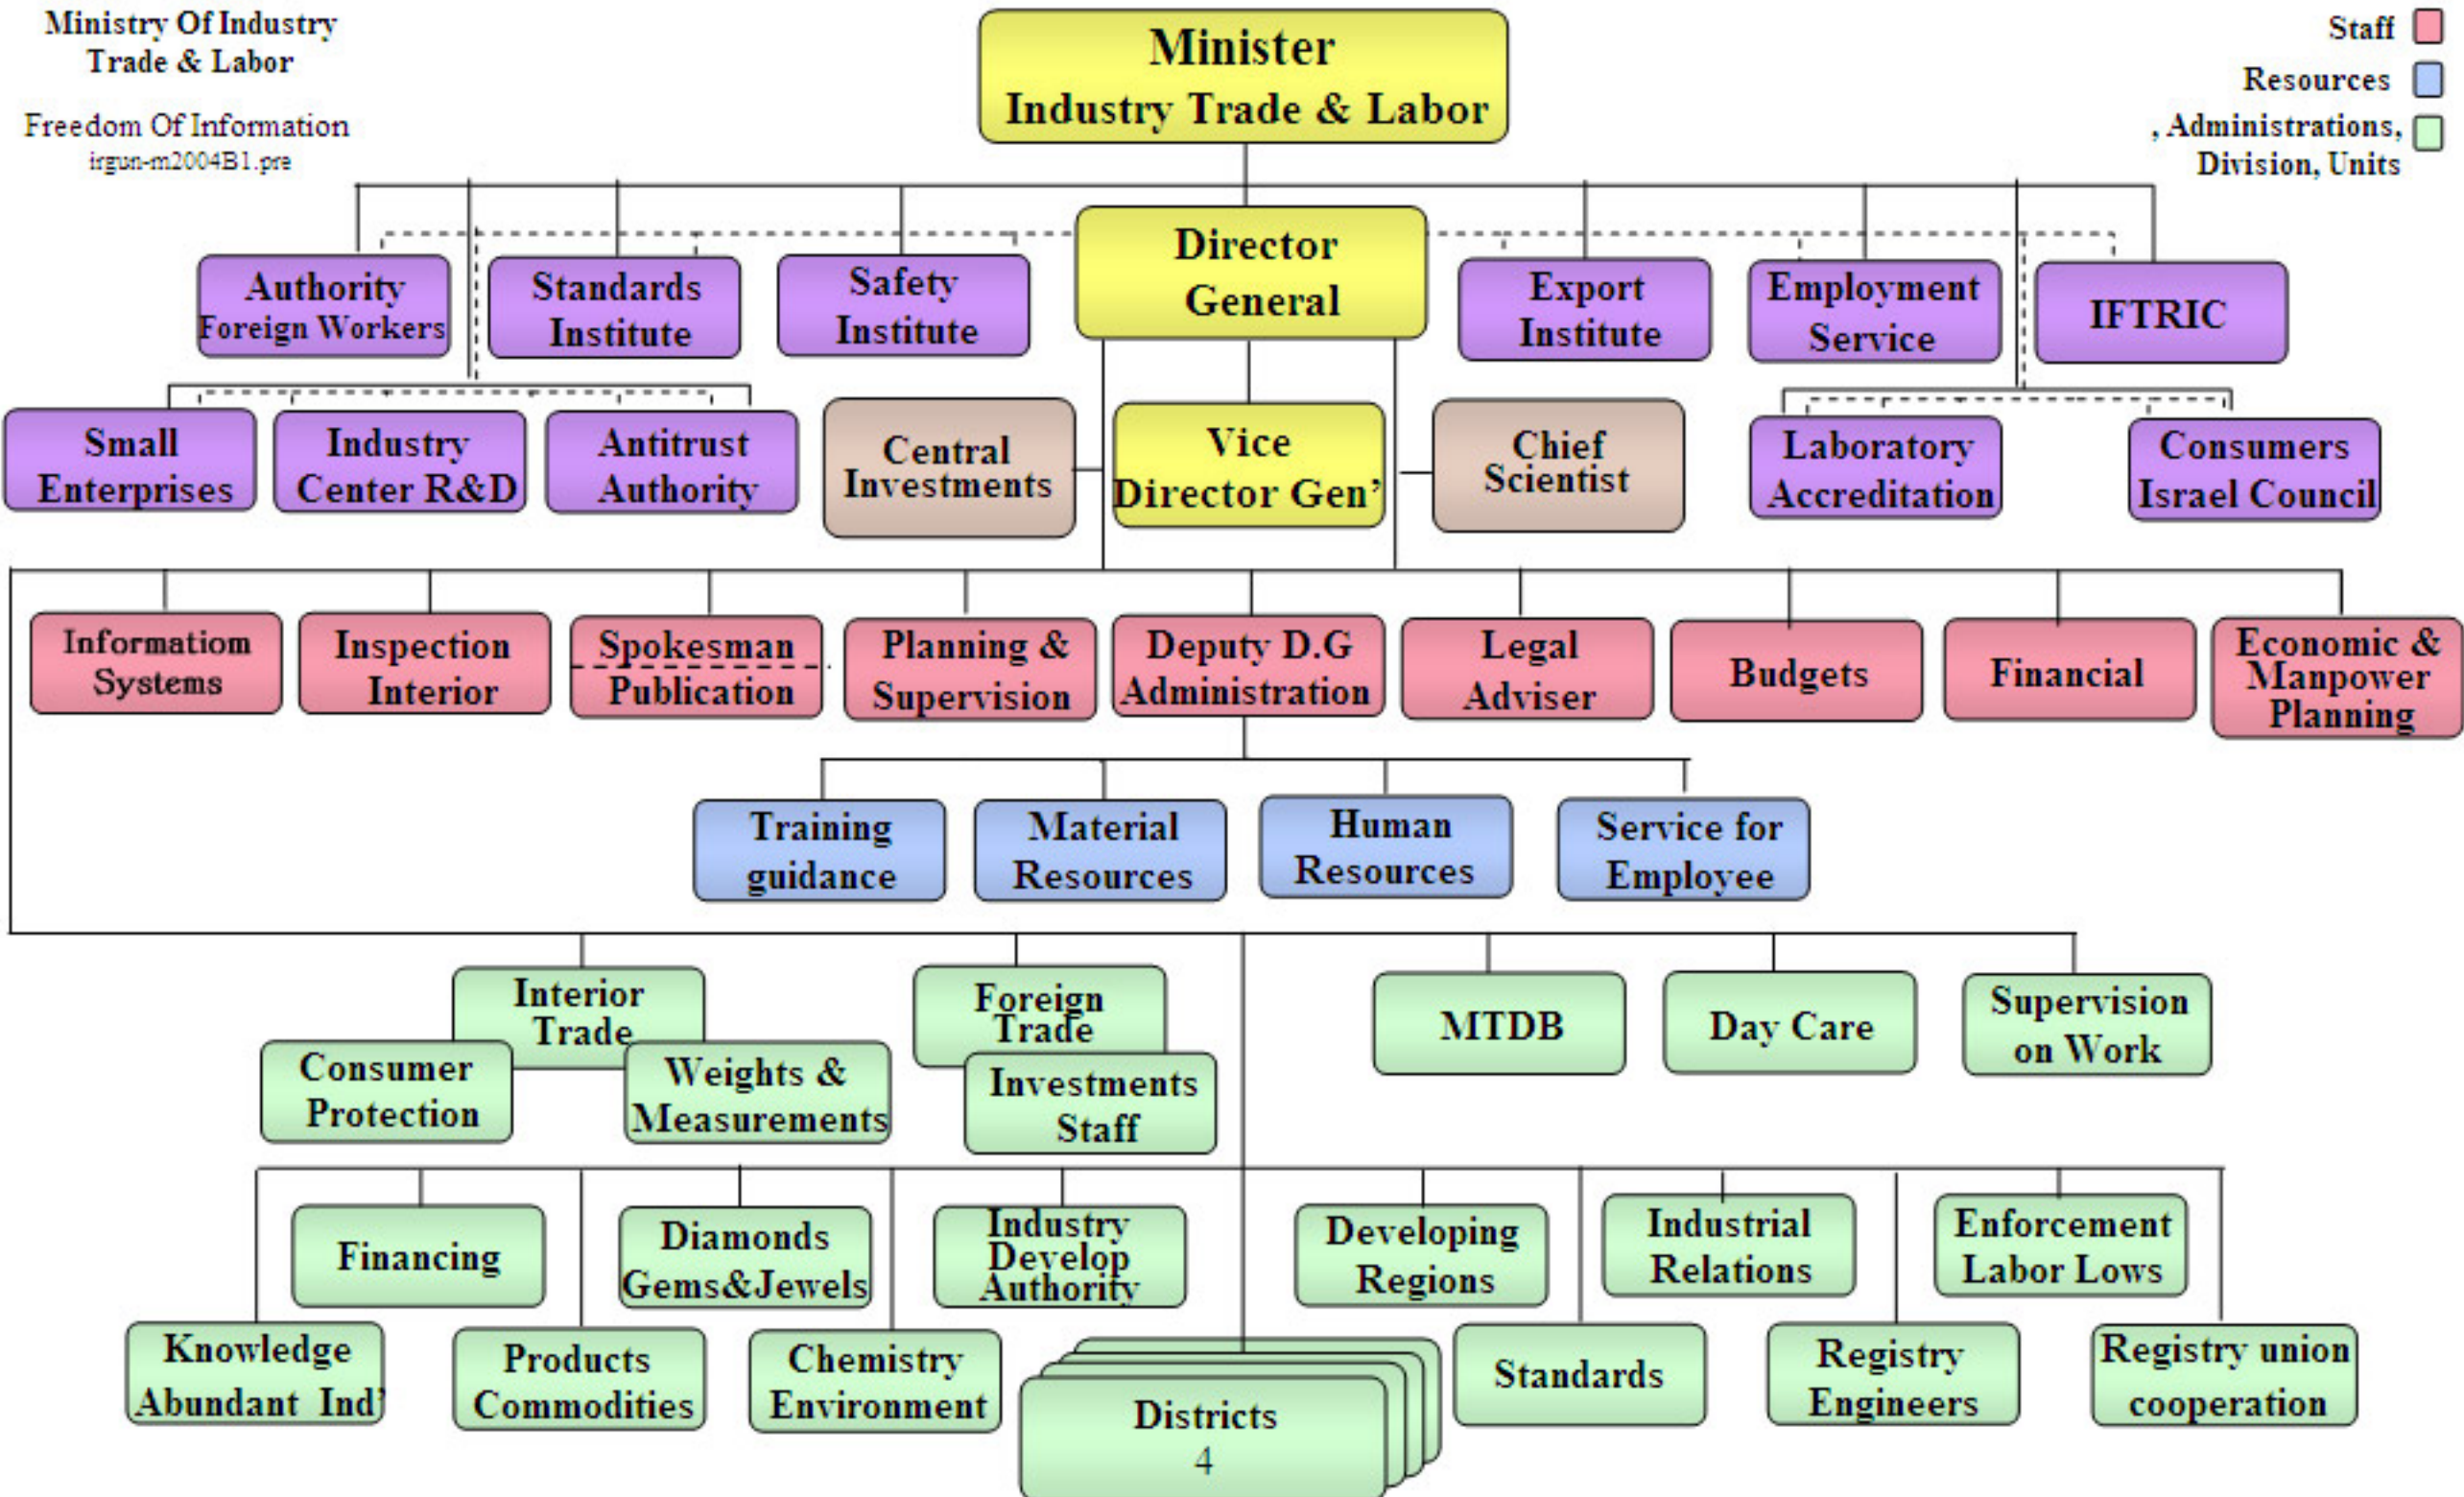 Ministry Of Industry
Trade & Labor
Freedom Of Information
irgun-m2004B1.pre
Minister
Industry Trade & Labor
Staff
Resources
, Administrations,
Division, Units
Director
General
Authority
Foreign Workers
Standards
Institute
Safety
Institute
Export
Institute
Employment
Service
IFTRIC
Small
Enterprises
Industry
Center R&D
Antitrust
Authority
Central
Investments
Vice
Director Gen’
Chief
Scientist
Laboratory
Accreditation
Consumers
Israel Council
Informatiom
Systems
Inspection
Interior
Spokesman
Publication
Planning &
Supervision
Deputy D.G
Administration
Legal
Adviser
Budgets
Financial
Economic &
Manpower
Planning
Training
guidance
Material
Resources
Human
Resources
Service for
Employee
Interior
Trade
Consumer
Protection
Weights &
Measurements
Foreign
Trade
Investments
Staff
MTDB
Day Care
Supervision
on Work
Financing
Diamonds
Gems&Jewels
Industry
Develop
Authority
Developing
Regions
Industrial
Relations
Enforcement
Labor Lows
Knowledge
Abundant Ind’
Products
Commodities
Chemistry
Environment
Districts
4
Standards
Registry
Engineers
Registry union
cooperation